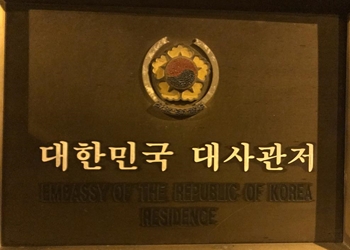 대한민국 대사관저
EMBASSY OF THE REPUBLIC OF KOREA
RESIDENCE